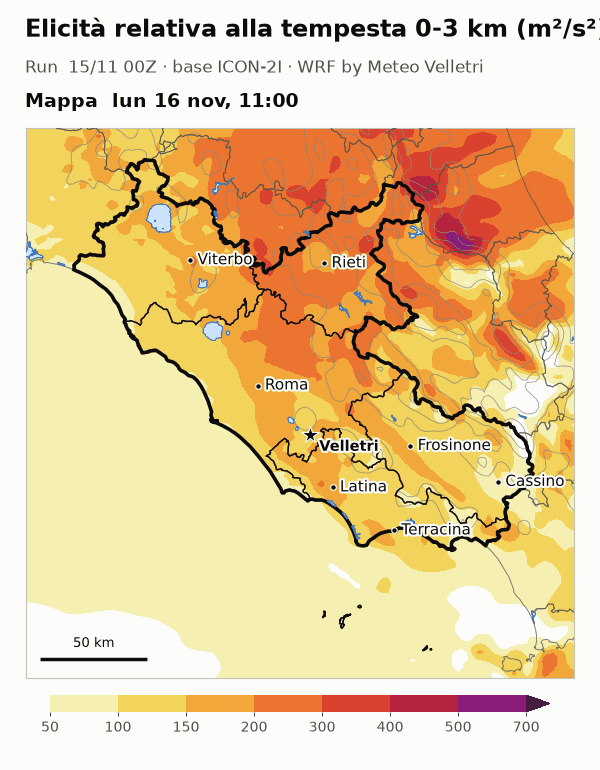 Elicità relativa alla tempesta 0-3 km (m²/s²)
Run 15/11 00Z · base ICON-2I · WRF by Meteo Velletri
Mappa lun 16 nov, 11:00
Viterbo
Rieti
Roma
Velletri
Frosinone
Latina
Cassino
Terracina
50 km
50 100 150 200 300 400 500 700